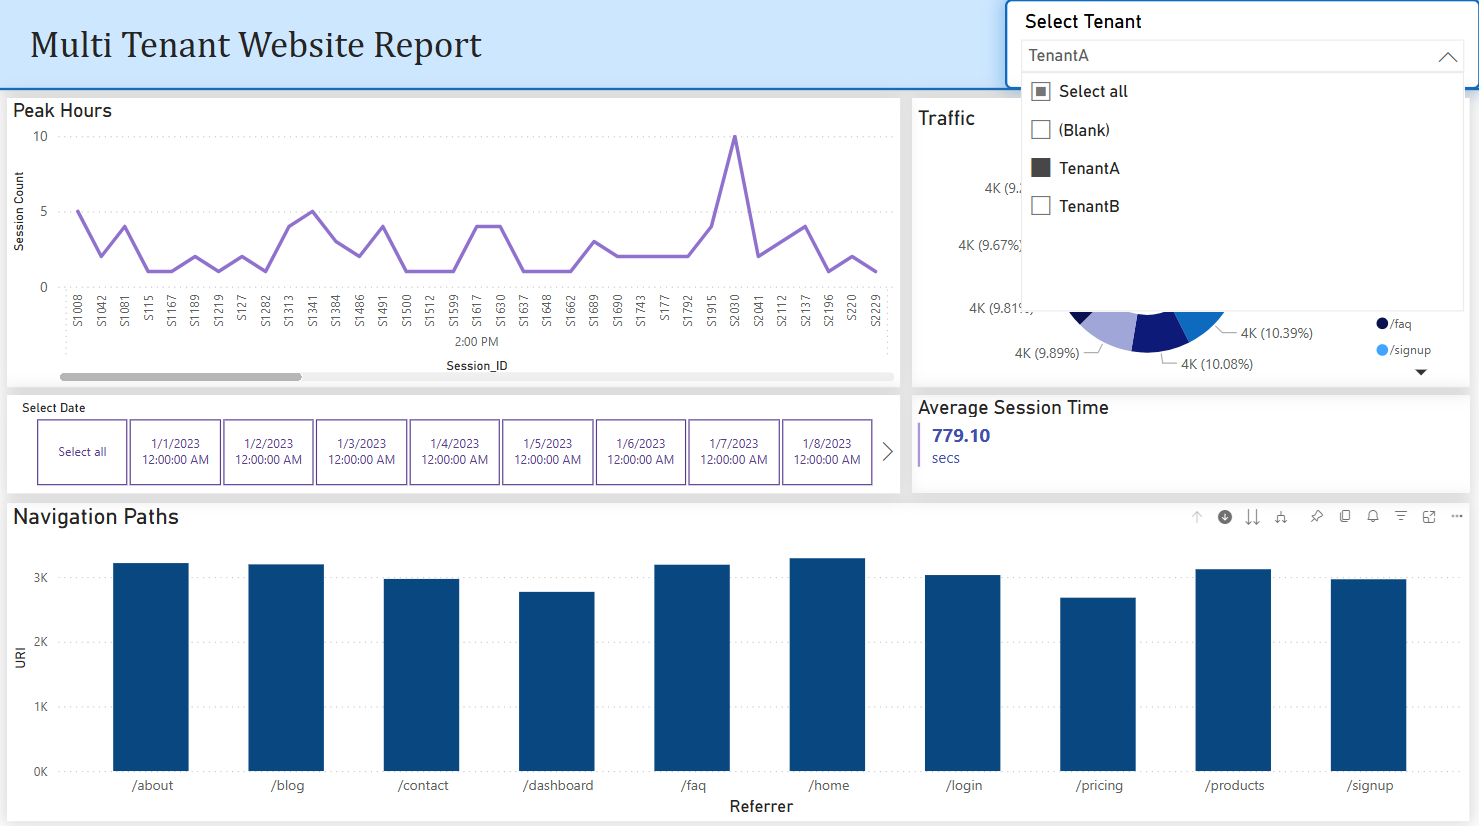 Multi Tenant Website Report
Select Tenant
TenantA
Select all
(Blank)
TenantA
TenantB
Peak Hours
Session Count
10
5
0
S1008 S1042 S1081 S115 S1167 S1189 S1219 S127 S1282 S1313 S1341 S1384 S1486 S1491 S1500 S1512 S1599 S1617 S1630 S1637 S1648 S1662 S1689 S1690 S1743 S177 S1792 S1915 S2030 S2041 S2112 S2137 S2196 S220 S2229
2:00 PM
Session_ID
Traffic
4K (9.2
4K (9.67%)
4K (9.81%)
4K (9.89%)
4K (10.08%)
4K (10.39%)
/faq
/signup
Select Date
Select all
1/1/2023
12:00:00 AM
1/2/2023
12:00:00 AM
1/3/2023
12:00:00 AM
1/4/2023
12:00:00 AM
1/5/2023
12:00:00 AM
1/6/2023
12:00:00 AM
1/7/2023
12:00:00 AM
1/8/2023
12:00:00 AM
Average Session Time
779.10
secs
Navigation Paths
URI
3K
2K
1K
0K
/about /blog /contact /dashboard /faq /home /login /pricing /products /signup
Referrer